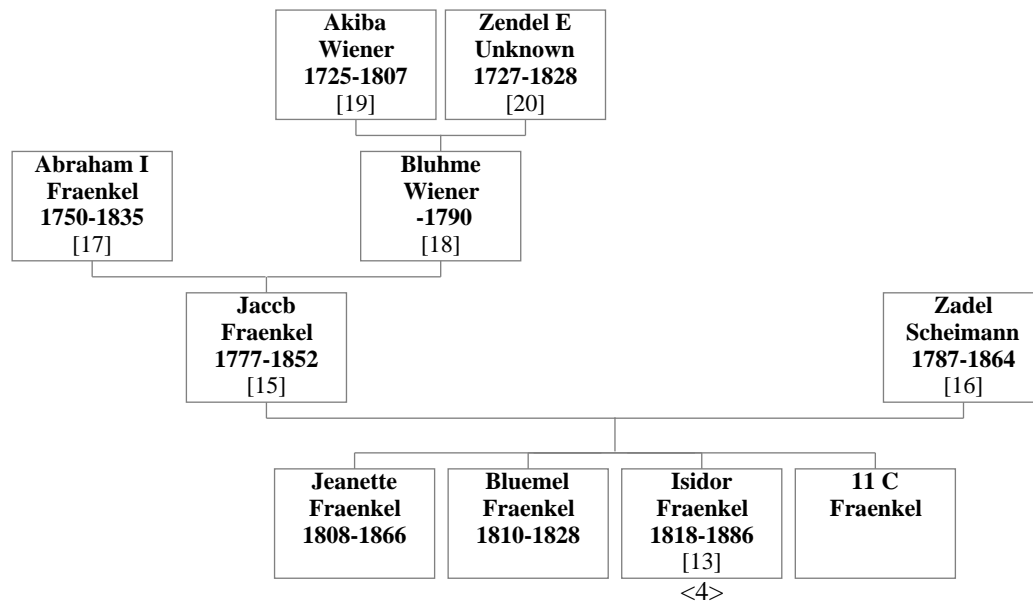 Akiba
Wiener
1725-1807
[19]
Zendel E
Unknown
1727-1828
[20]
Abraham I
Fraenkel
1750-1835
[17]
Bluhme
Wiener
-1790
[18]
Jaccb
Fraenkel
1777-1852
[15]
Zadel
Scheimann
1787-1864
[16]
Jeanette
Fraenkel
1808-1866
Bluemel
Fraenkel
1810-1828
Isidor
Fraenkel
1818-1886
[13]
<4>
11 C
Fraenkel